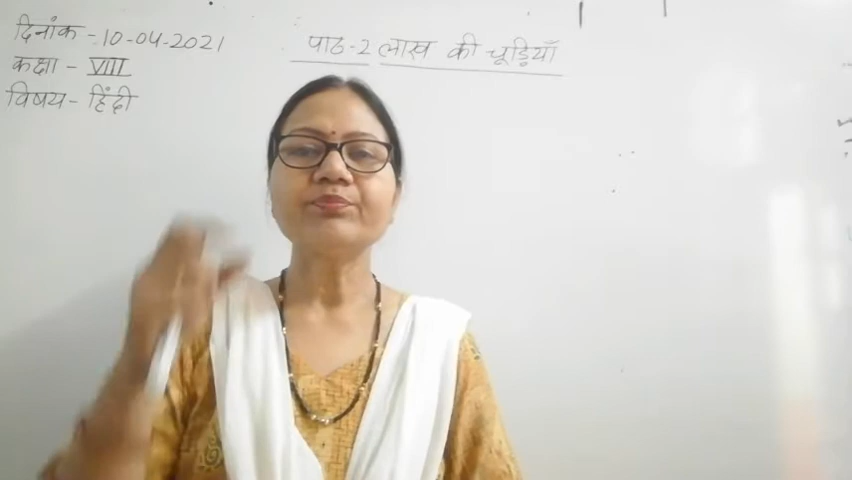 दिनांक - 10-04-2021
पाठ-2 लाख की चूड़ियाँ
कक्षा - VIII
विषय - हिंदी